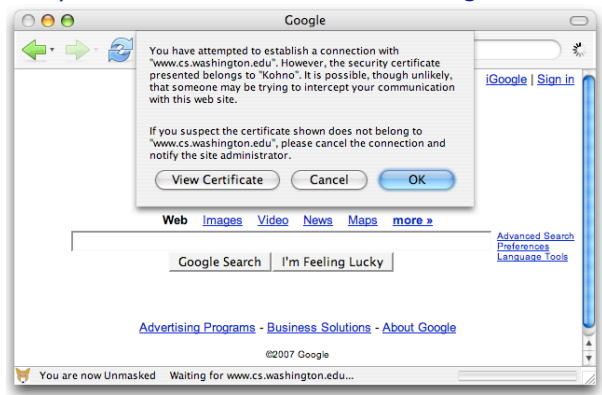 Google
You have attempted to establish a connection with
"www.cs.washington.edu". However, the security certificate
presented belongs to "Kohno". It is possible, though unlikely,
that someone may be trying to intercept your communication
with this web site.
If you suspect the certificate shown does not belong to
"www.cs.washington.edu", please cancel the connection and
notify the site administrator.
View Certificate Cancel OK
iGoogle | Sign in
Web Images Video News Maps more »
Advanced Search
Preferences
Language Tools
Google Search I'm Feeling Lucky
Advertising Programs - Business Solutions - About Google
©2007 Google
You are now Unmasked Waiting for www.cs.washington.edu...